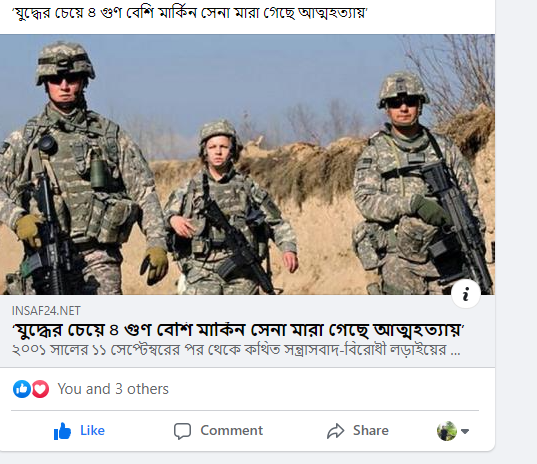 ‘যুদ্ধের চেয়ে ৪ গুণ বেশি মার্কিন সেনা মারা গেছে আত্মহত্যায়’
INSAF24.NET
‘যুদ্ধের চেয়ে ৪ গুণ বেশি মার্কিন সেনা মারা গেছে আত্মহত্যায়’
২০০১ সালের ১১ সেপ্টেম্বরের পর থেকে কথিত সন্ত্রাসবাদ-বিরোধী লড়াইয়ের ...
You and 3 others
Like Comment Share